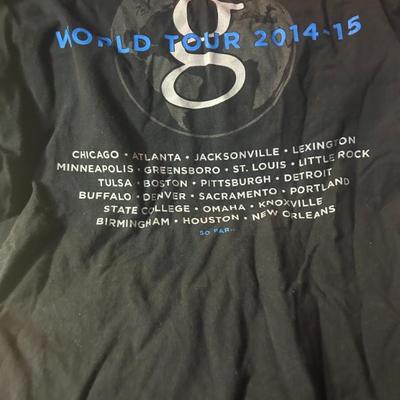 g
WORLD TOUR 2014-15
CHICAGO • ATLANTA • JACKSONVILLE • LEXINGTON
MINNEAPOLIS • GREENSBORO • ST. LOUIS • LITTLE ROCK
TULSA • BOSTON • PITTSBURGH • DETROIT
BUFFALO • DENVER • SACRAMENTO • PORTLAND
STATE COLLEGE • OMAHA • KNOXVILLE
BIRMINGHAM • HOUSTON • NEW ORLEANS
SO FAR...